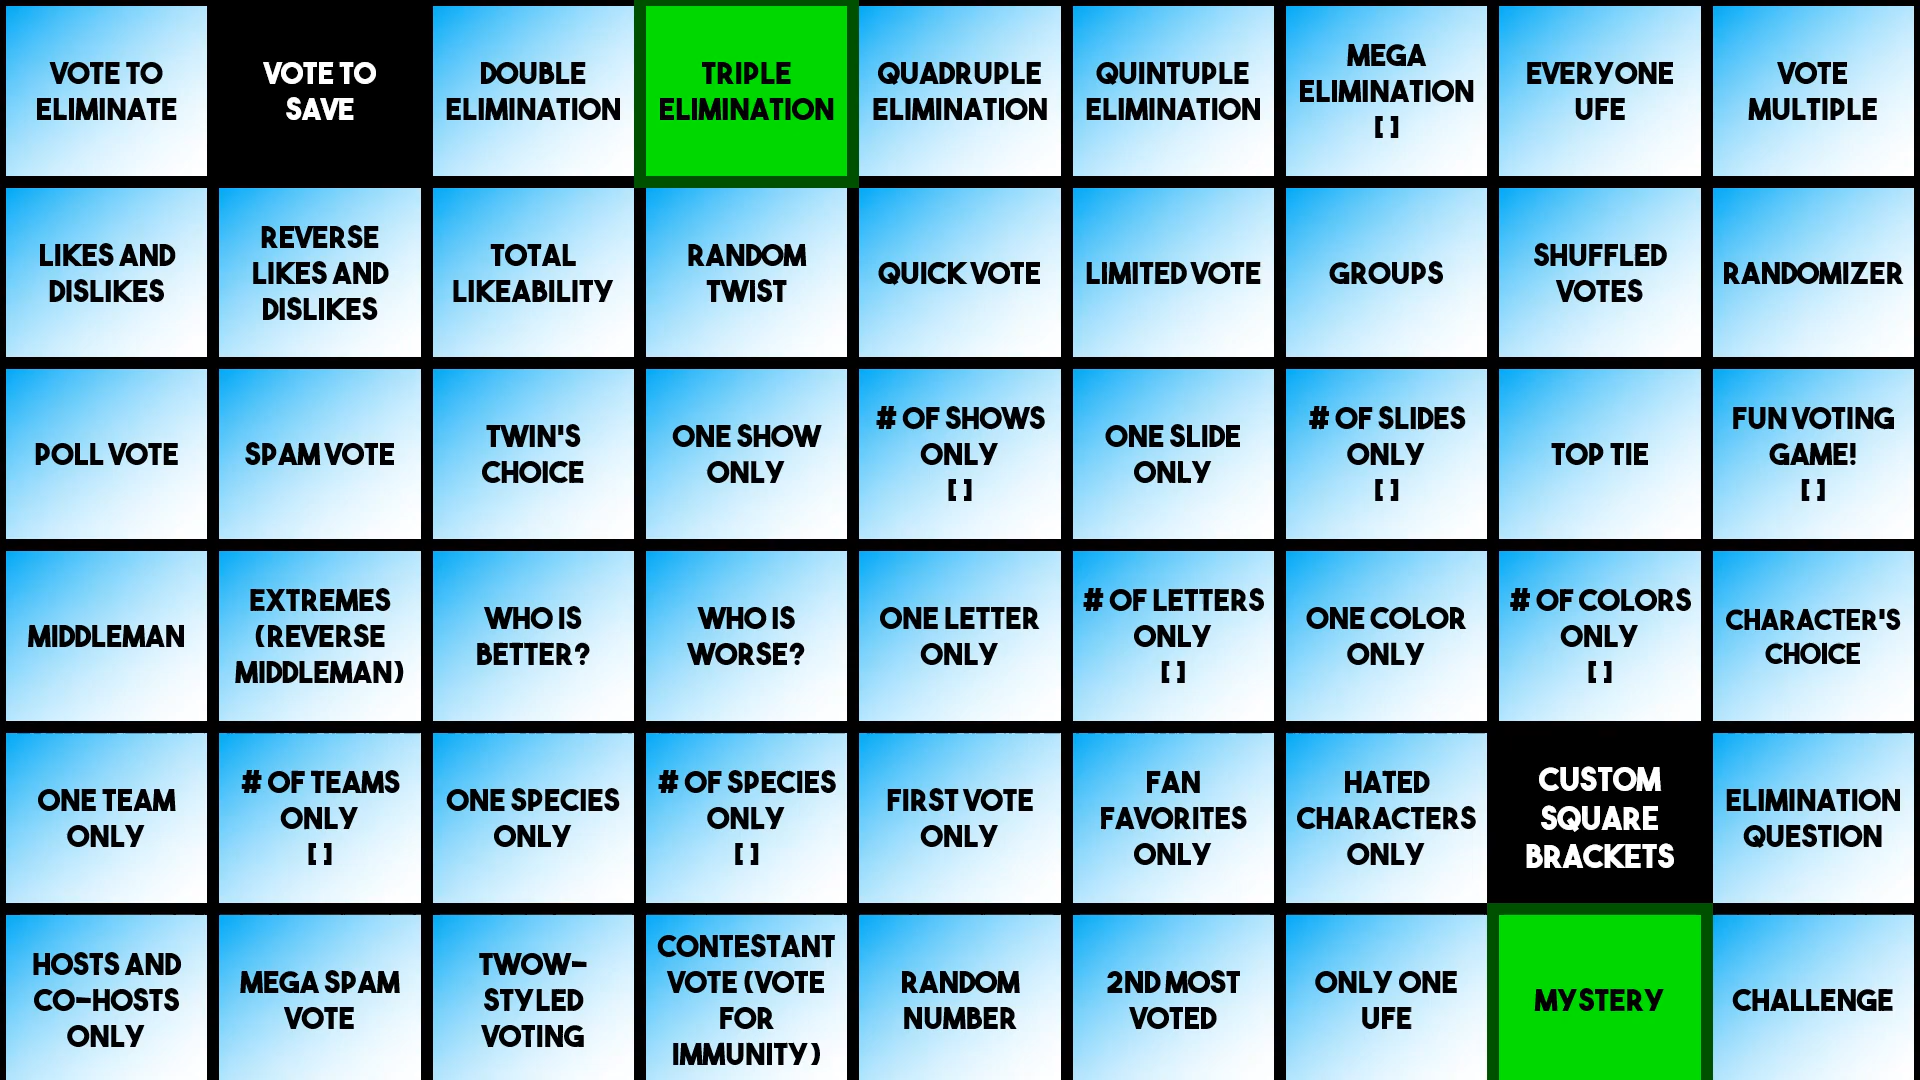 VOTE TO
ELIMINATE
VOTE TO
SAVE
DOUBLE
ELIMINATION
TRIPLE
ELIMINATION
QUADRUPLE
ELIMINATION
QUINTUPLE
ELIMINATION
MEGA
ELIMINATION
[ ]
EVERYONE
UFE
VOTE
MULTIPLE
LIKES AND
DISLIKES
REVERSE
LIKES AND
DISLIKES
TOTAL
LIKEABILITY
RANDOM
TWIST
QUICK VOTE
LIMITED VOTE
GROUPS
SHUFFLED
VOTES
RANDOMIZER
POLL VOTE
SPAM VOTE
TWIN'S
CHOICE
ONE SHOW
ONLY
# OF SHOWS
ONLY
[ ]
ONE SLIDE
ONLY
# OF SLIDES
ONLY
[ ]
TOP TIE
FUN VOTING
GAME!
[ ]
MIDDLEMAN
EXTREMES
(REVERSE
MIDDLEMAN)
WHO IS
BETTER?
WHO IS
WORSE?
ONE LETTER
ONLY
# OF LETTERS
ONLY
[ ]
ONE COLOR
ONLY
# OF COLORS
ONLY
[ ]
CHARACTER'S
CHOICE
ONE TEAM
ONLY
# OF TEAMS
ONLY
[ ]
ONE SPECIES
ONLY
# OF SPECIES
ONLY
[ ]
FIRST VOTE
ONLY
FAN
FAVORITES
ONLY
HATED
CHARACTERS
ONLY
CUSTOM
SQUARE
BRACKETS
ELIMINATION
QUESTION
HOSTS AND
CO-HOSTS
ONLY
MEGA SPAM
VOTE
TWOW-
STYLED
VOTING
CONTESTANT
VOTE (VOTE
FOR
IMMUNITY)
RANDOM
NUMBER
2ND MOST
VOTED
ONLY ONE
UFE
MYSTERY
CHALLENGE